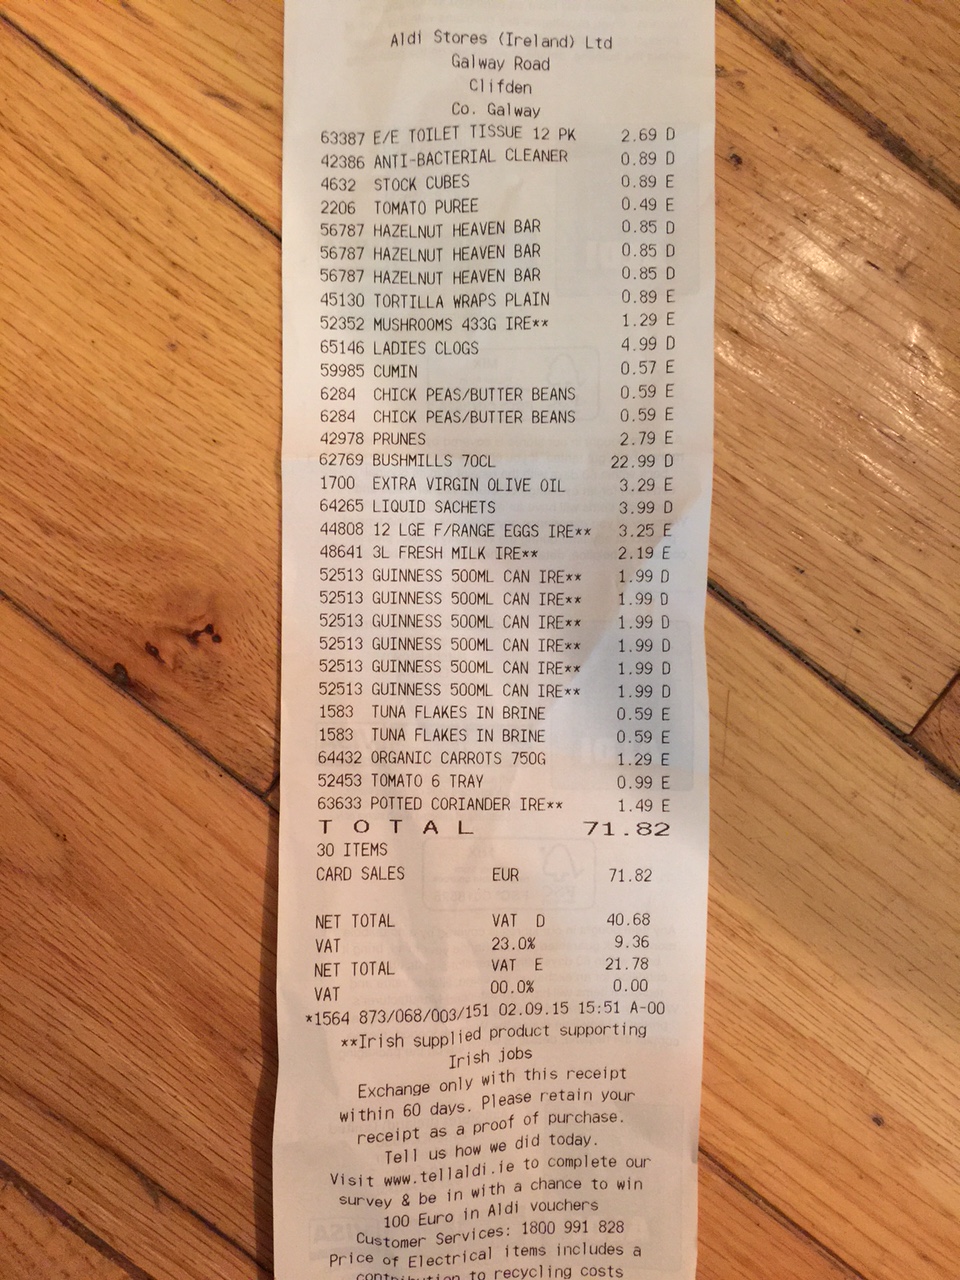 Aldi Stores (Ireland) Ltd
Galway Road
Clifden
Co. Galway
63387 E/E TOILET TISSUE 12 PK 2.69 D
42386 ANTI-BACTERIAL CLEANER 0.89 D
4632 STOCK CUBES 0.89 E
2206 TOMATO PUREE 0.49 E
56787 HAZELNUT HEAVEN BAR 0.85 D
56787 HAZELNUT HEAVEN BAR 0.85 D
56787 HAZELNUT HEAVEN BAR 0.85 D
45130 TORTILLA WRAPS PLAIN 0.89 E
52352 MUSHROOMS 433G IRE** 1.29 E
65146 LADIES CLOGS 4.99 D
59985 CUMIN 0.57 E
6284 CHICK PEAS/BUTTER BEANS 0.59 E
6284 CHICK PEAS/BUTTER BEANS 0.59 E
42978 PRUNES 2.79 E
62769 BUSHMILLS 70CL 22.99 D
1700 EXTRA VIRGIN OLIVE OIL 3.29 E
64265 LIQUID SACHETS 3.99 D
44808 12 LGE F/RANGE EGGS IRE** 3.25 E
48641 3L FRESH MILK IRE** 2.19 E
52513 GUINNESS 500ML CAN IRE** 1.99 D
52513 GUINNESS 500ML CAN IRE** 1.99 D
52513 GUINNESS 500ML CAN IRE** 1.99 D
52513 GUINNESS 500ML CAN IRE** 1.99 D
52513 GUINNESS 500ML CAN IRE** 1.99 D
52513 GUINNESS 500ML CAN IRE** 1.99 D
1583 TUNA FLAKES IN BRINE 0.59 E
1583 TUNA FLAKES IN BRINE 0.59 E
64432 ORGANIC CARROTS 750G 1.29 E
52453 TOMATO 6 TRAY 0.99 E
63633 POTTED CORIANDER IRE** 1.49 E
TOTAL 71.82
30 ITEMS
CARD SALES EUR 71.82
NET TOTAL VAT D 40.68
VAT 23.0% 9.36
NET TOTAL VAT E 21.78
VAT 00.0% 0.00
*1564 873/068/003/151 02.09.15 15:51 A-00
**Irish supplied product supporting
Irish jobs
Exchange only with this receipt
within 60 days. Please retain your
receipt as a proof of purchase.
Tell us how we did today.
Visit www.tellaldi.ie to complete our
survey & be in with a chance to win
100 Euro in Aldi vouchers
Customer Services: 1800 991 828
Price of Electrical items includes a
contribution to recycling costs